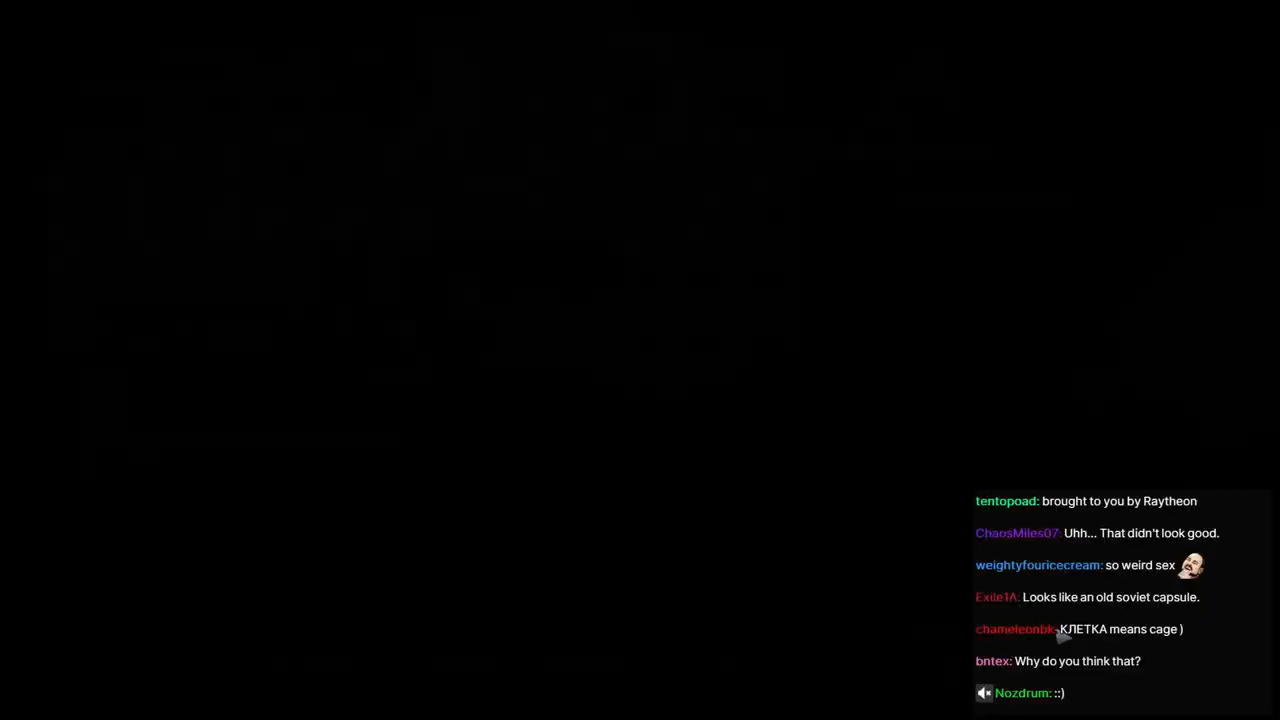 tentopoad: brought to you by Raytheon
ChaosMiles07: Uhh... That didn't look good.
weightyfouricecream: so weird sex
Exile1A: Looks like an old soviet capsule.
chameleonbk: КЛЕТКА means cage )
bntex: Why do you think that?
Nozdrum: ::)